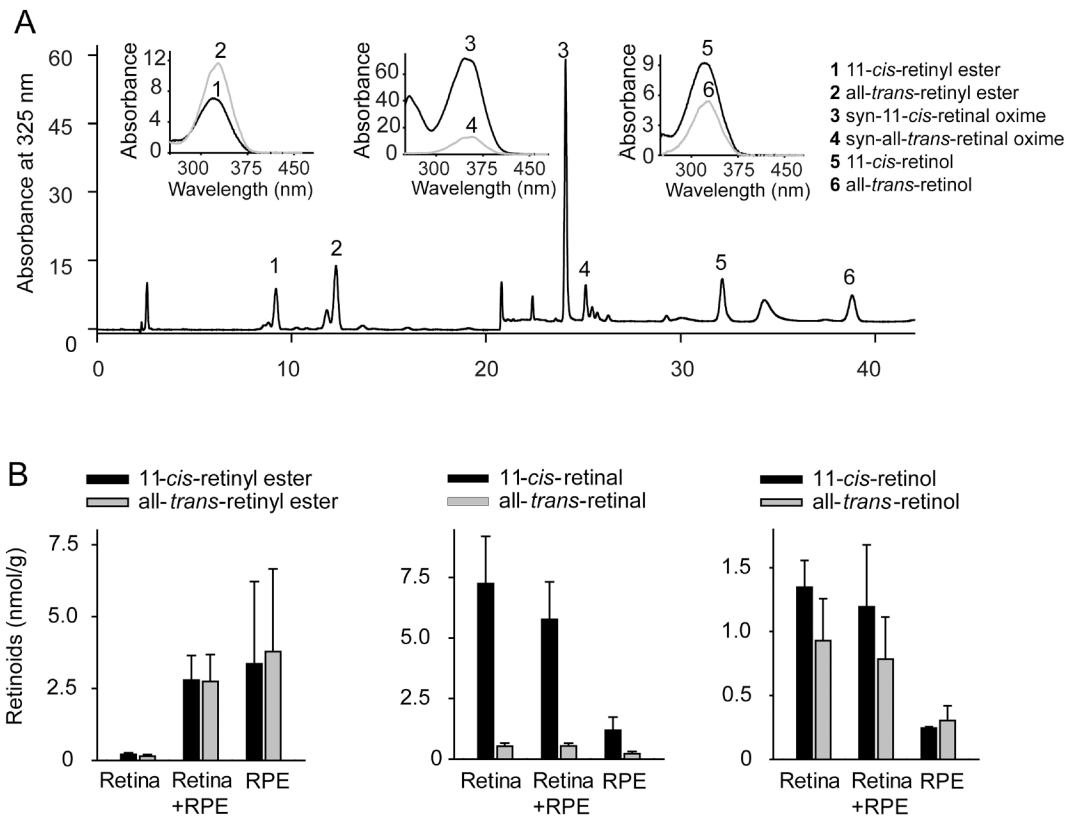 A
Absorbance at 325 nm
60
45
30
15
0
0 10 20 30 40
Absorbance
12
8
4
0
2
1
300 375 450
Wavelength (nm)
Absorbance
60
40
20
0
3
4
300 375 450
Wavelength (nm)
Absorbance
9
6
3
0
5
6
300 375 450
Wavelength (nm)
1 2 3 4 5 6
1 11-cis-retinyl ester
2 all-trans-retinyl ester
3 syn-11-cis-retinal oxime
4 syn-all-trans-retinal oxime
5 11-cis-retinol
6 all-trans-retinol
B
Retinoids (nmol/g)
11-cis-retinyl ester
all-trans-retinyl ester
7.5
5.0
2.5
0
Retina Retina RPE
+RPE
11-cis-retinal
all-trans-retinal
7.5
5.0
2.5
0
Retina Retina RPE
+RPE
11-cis-retinol
all-trans-retinol
1.5
1.0
0.5
0
Retina Retina RPE
+RPE